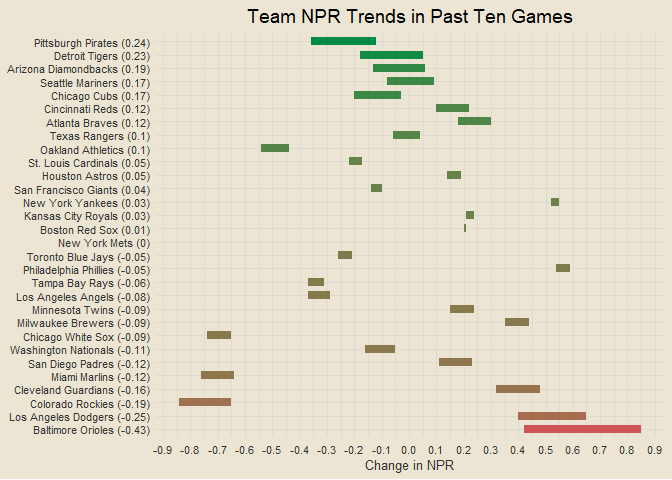 Team NPR Trends in Past Ten Games
Pittsburgh Pirates (0.24)
Detroit Tigers (0.23)
Arizona Diamondbacks (0.19)
Seattle Mariners (0.17)
Chicago Cubs (0.17)
Cincinnati Reds (0.12)
Atlanta Braves (0.12)
Texas Rangers (0.1)
Oakland Athletics (0.1)
St. Louis Cardinals (0.05)
Houston Astros (0.05)
San Francisco Giants (0.04)
New York Yankees (0.03)
Kansas City Royals (0.03)
Boston Red Sox (0.01)
New York Mets (0)
Toronto Blue Jays (-0.05)
Philadelphia Phillies (-0.05)
Tampa Bay Rays (-0.06)
Los Angeles Angels (-0.08)
Minnesota Twins (-0.09)
Milwaukee Brewers (-0.09)
Chicago White Sox (-0.09)
Washington Nationals (-0.11)
San Diego Padres (-0.12)
Miami Marlins (-0.12)
Cleveland Guardians (-0.16)
Colorado Rockies (-0.19)
Los Angeles Dodgers (-0.25)
Baltimore Orioles (-0.43)
-0.9 -0.8 -0.7 -0.6 -0.5 -0.4 -0.3 -0.2 -0.1 0.0 0.1 0.2 0.3 0.4 0.5 0.6 0.7 0.8 0.9
Change in NPR